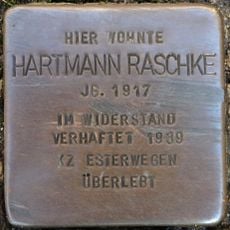 HIER WOHNTE
HARTMANN RASCHKE
JG. 1917
IM WIDERSTAND
VERHAFTET 1939
KZ ESTERWEGEN
ÜBERLEBT